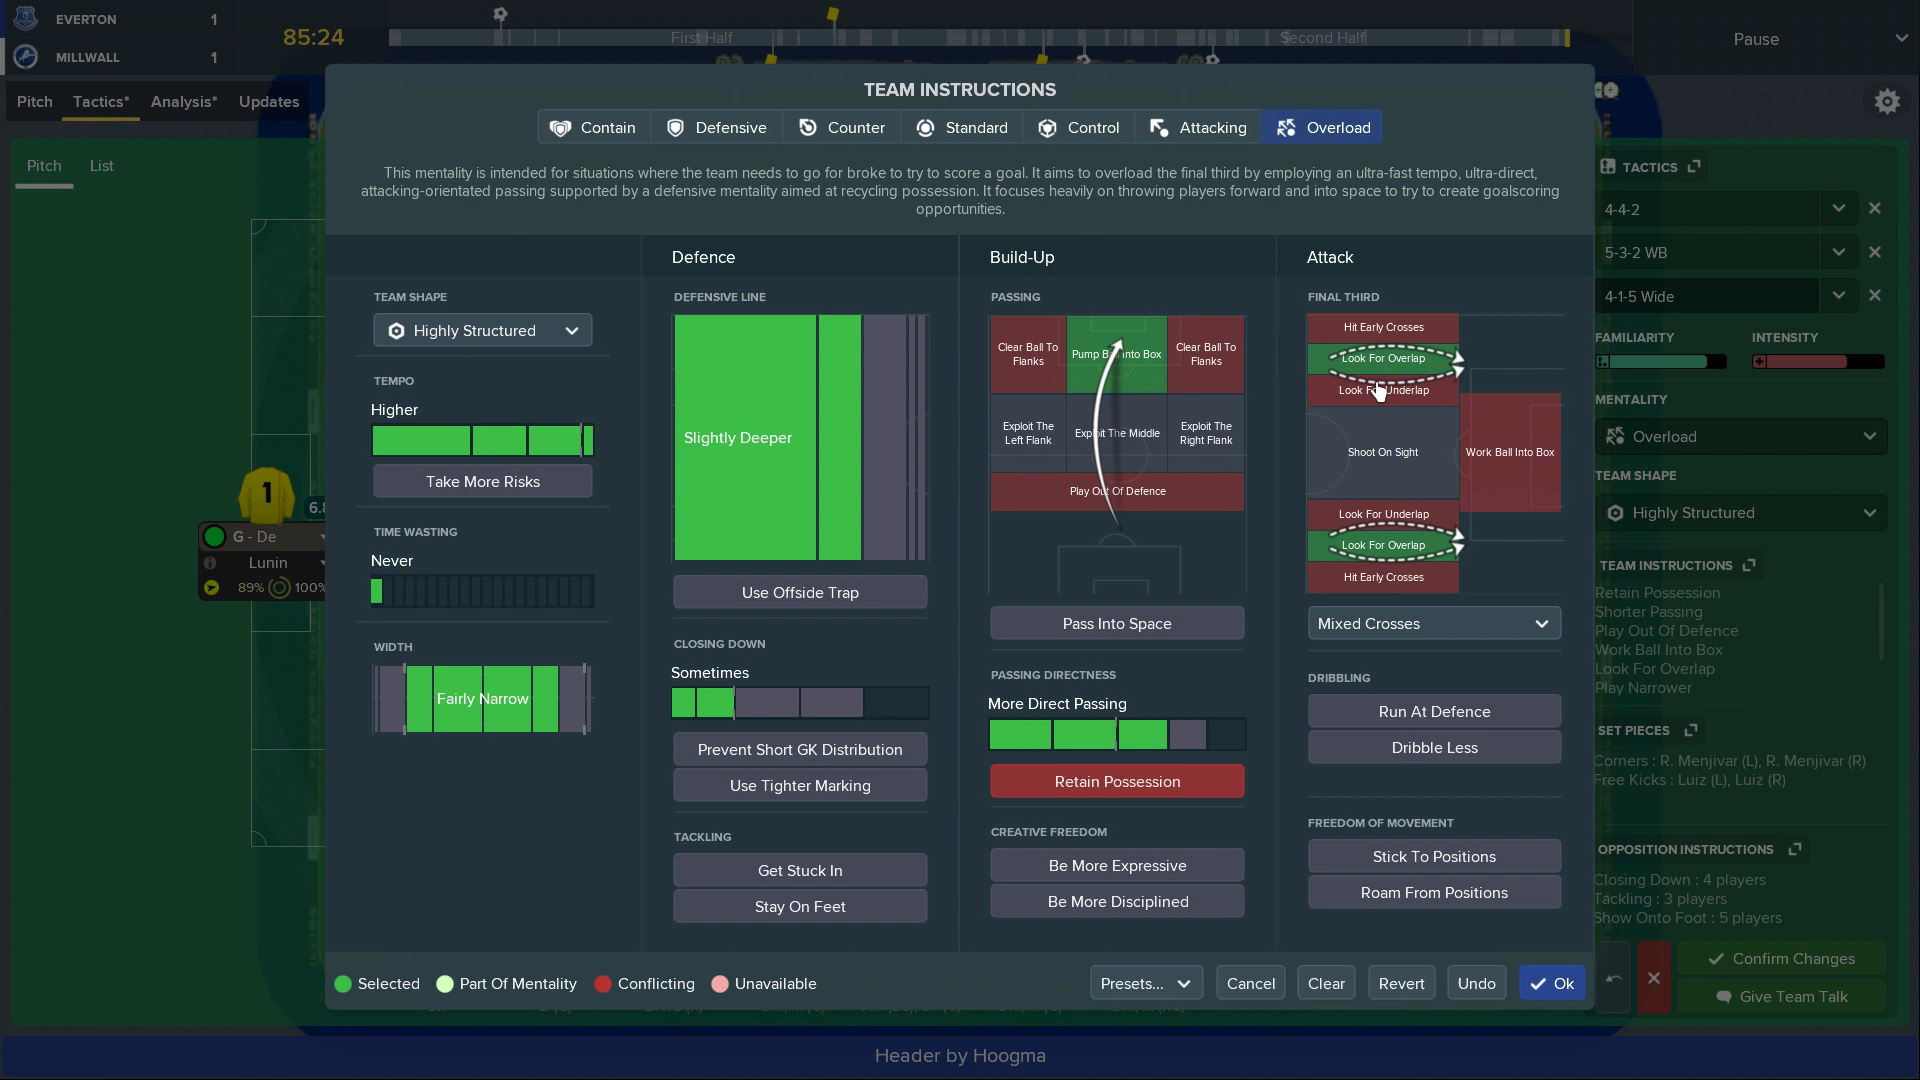 EVERTON 1
MILLWALL 1
85:24
First Half
Second Half
Pause
Pitch Tactics* Analysis* Updates
Pitch List
1
G - De
Lunin
89% 100%
TEAM INSTRUCTIONS
Contain Defensive Counter Standard Control Attacking Overload
This mentality is intended for situations where the team needs to go for broke to try to score a goal. It aims to overload the final third by employing an ultra-fast tempo, ultra-direct,
attacking-orientated passing supported by a defensive mentality aimed at recycling possession. It focuses heavily on throwing players forward and into space to try to create goalscoring
opportunities.
TEAM SHAPE
Highly Structured
TEMPO
Higher
Take More Risks
TIME WASTING
Never
WIDTH
Fairly Narrow
Defence
DEFENSIVE LINE
Slightly Deeper
Use Offside Trap
CLOSING DOWN
Sometimes
Prevent Short GK Distribution
Use Tighter Marking
TACKLING
Get Stuck In
Stay On Feet
Build-Up
PASSING
Clear Ball To
Flanks
Pump Ball Into Box
Clear Ball To
Flanks
Exploit The
Left Flank
Exploit The Middle
Exploit The
Right Flank
Play Out Of Defence
Pass Into Space
PASSING DIRECTNESS
More Direct Passing
Retain Possession
CREATIVE FREEDOM
Be More Expressive
Be More Disciplined
Attack
FINAL THIRD
Hit Early Crosses
Look For Overlap
Look For Underlap
Shoot On Sight
Work Ball Into Box
Look For Underlap
Look For Overlap
Hit Early Crosses
Mixed Crosses
DRIBBLING
Run At Defence
Dribble Less
FREEDOM OF MOVEMENT
Stick To Positions
Roam From Positions
Selected Part Of Mentality Conflicting Unavailable
Presets... Cancel Clear Revert Undo Ok
TACTICS
4-4-2
5-3-2 WB
4-1-5 Wide
FAMILIARITY INTENSITY
MENTALITY
Overload
TEAM SHAPE
Highly Structured
TEAM INSTRUCTIONS
Retain Possession
Shorter Passing
Play Out Of Defence
Work Ball Into Box
Look For Overlap
Play Narrower
SET PIECES
Corners : R. Menjivar (L), R. Menjivar (R)
Free Kicks : Luiz (L), Luiz (R)
OPPOSITION INSTRUCTIONS
Closing Down : 4 players
Tackling : 3 players
Show Onto Foot : 5 players
Confirm Changes
Give Team Talk
Header by Hoogma